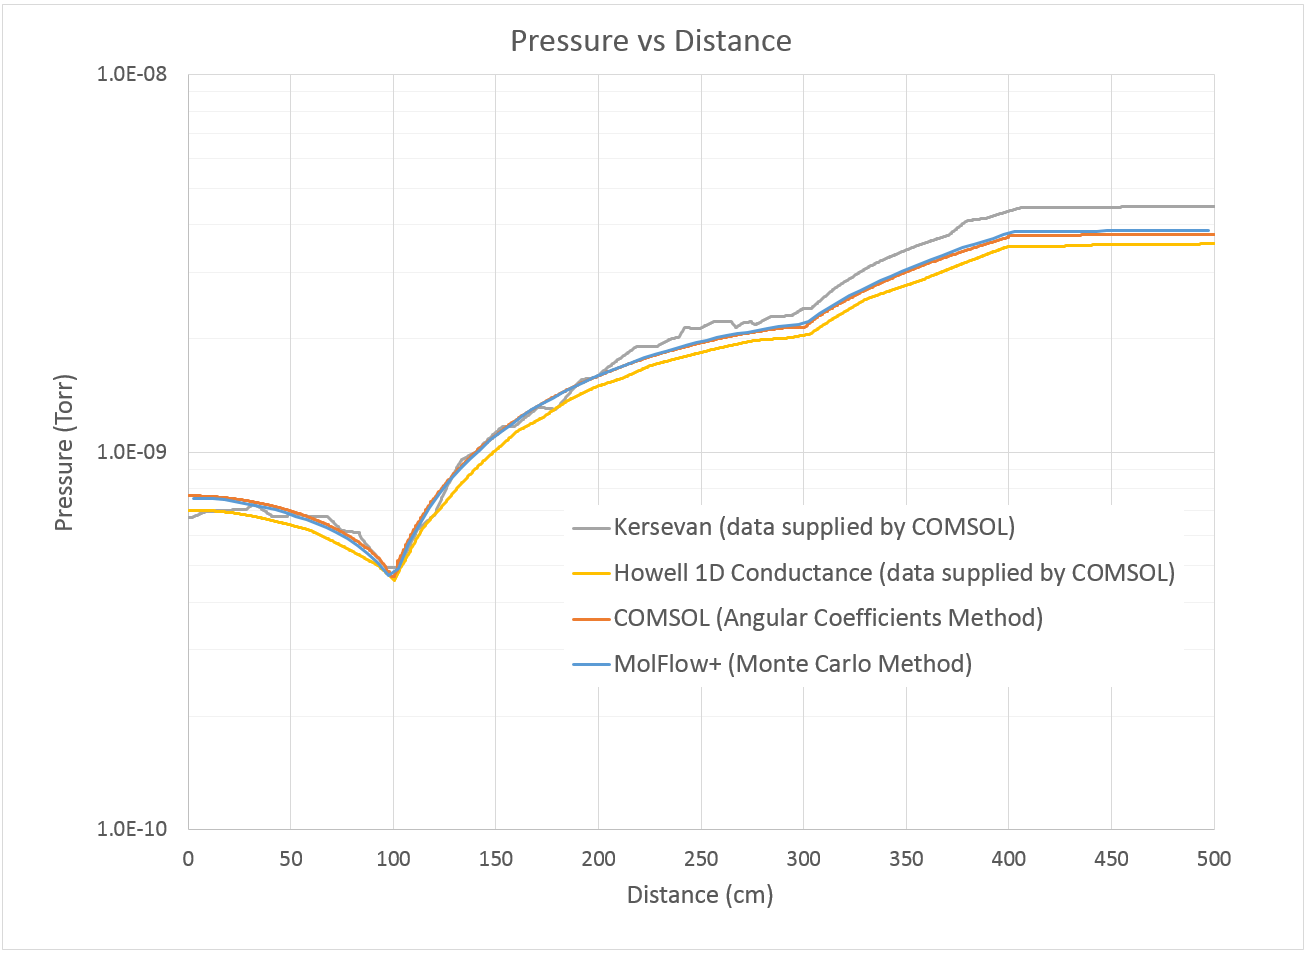 Pressure vs Distance
1.0E-08
1.0E-09
1.0E-10
Pressure (Torr)
Kersevan (data supplied by COMSOL)
Howell 1D Conductance (data supplied by COMSOL)
COMSOL (Angular Coefficients Method)
MolFlow+ (Monte Carlo Method)
0 50 100 150 200 250 300 350 400 450 500
Distance (cm)